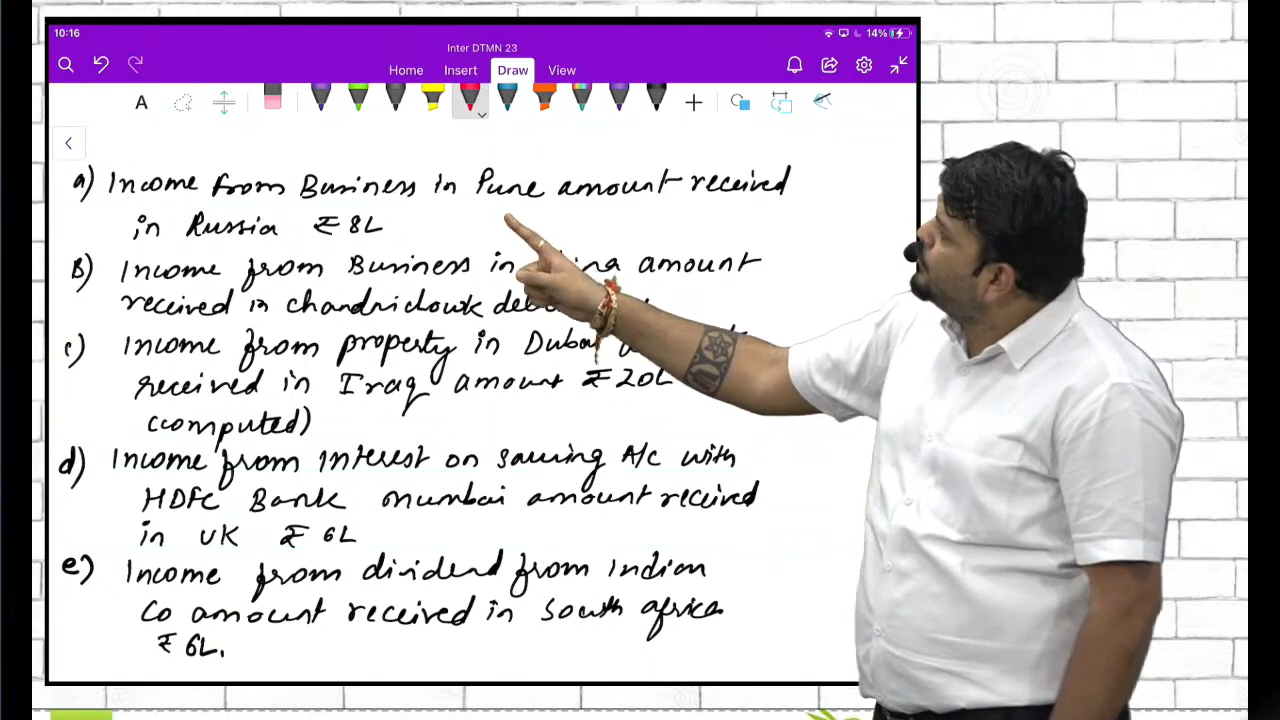 10:16
14%
Inter DTMN 23
Home Insert Draw View
A
a) Income from Business in Pune amount received
in Russia ₹ 8L
B) Income from Business in amount
received in chandnichowk
c) Income from property in Dubai
received in Iraq amount ₹ 20L
(computed)
d) Income from interest on saving A/c with
HDFC Bank mumbai amount received
in UK ₹ 6L
e) Income from dividend from Indian
Co amount received in South africa
₹ 6L.